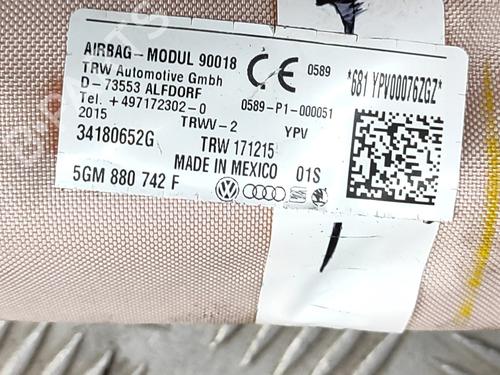 AIRBAG-MODUL 90018
TRW Automotive GmbH
D-73553 ALFDORF
Tel. +497172302-0
2015
TRWV-2
YPV
34180652G
TRW 171215
MADE IN MEXICO 01S
5GM 880 742 F
CE 0589
0589-P1-000051
*681 YPV00076ZGZ*